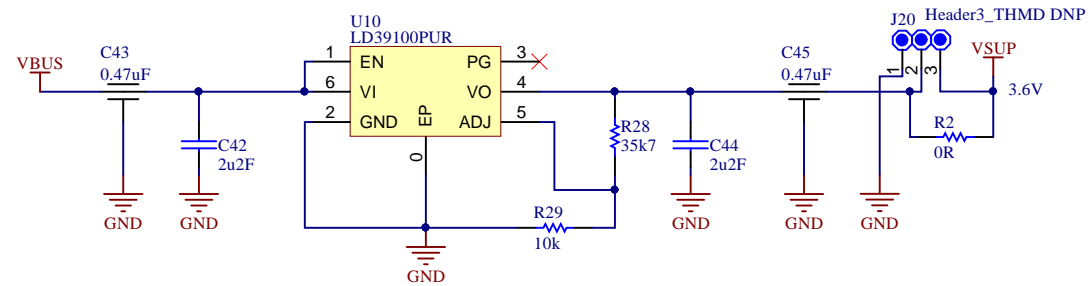 J20
Header3_THMD DNP
U10
LD39100PUR
C43
0.47uF
C45
0.47uF
VBUS
VSUP
3.6V
1
EN
PG
3
6
VI
VO
4
2
GND
ADJ
5
EP
0
1
2
3
R28
35k7
R2
0R
C42
2u2F
C44
2u2F
R29
10k
GND
GND
GND
GND
GND
GND